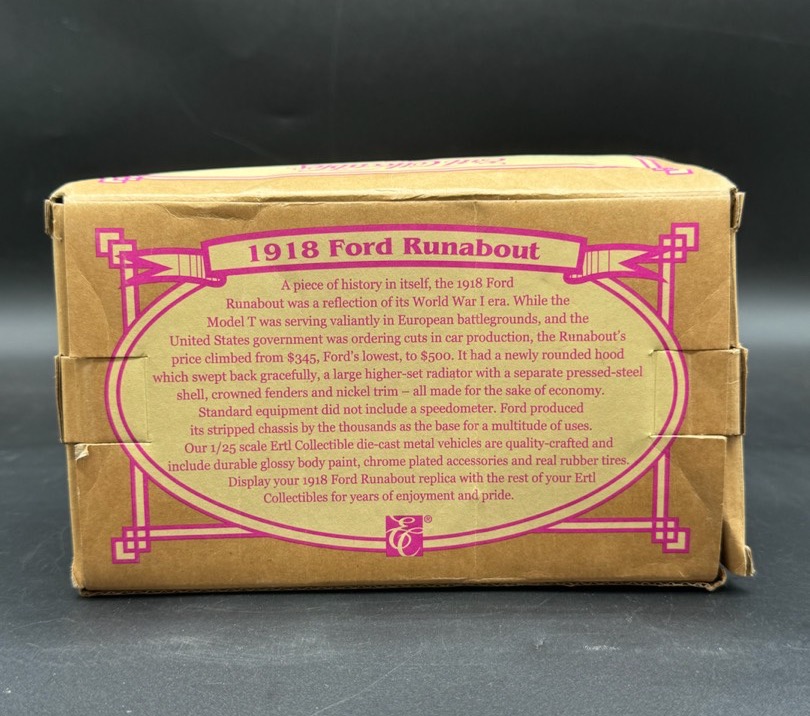 1918 Ford Runabout
A piece of history in itself, the 1918 Ford
Runabout was a reflection of its World War I era. While the
Model T was serving valiantly in European battlegrounds, and the
United States government was ordering cuts in car production, the Runabout's
price climbed from $345, Ford's lowest, to $500. It had a newly rounded hood
which swept back gracefully, a large higher-set radiator with a separate pressed-steel
shell, crowned fenders and nickel trim – all made for the sake of economy.
Standard equipment did not include a speedometer. Ford produced
its stripped chassis by the thousands as the base for a multitude of uses.
Our 1/25 scale Ertl Collectible die-cast metal vehicles are quality-crafted and
include durable glossy body paint, chrome plated accessories and real rubber tires.
Display your 1918 Ford Runabout replica with the rest of your Ertl
Collectibles for years of enjoyment and pride.
EC®